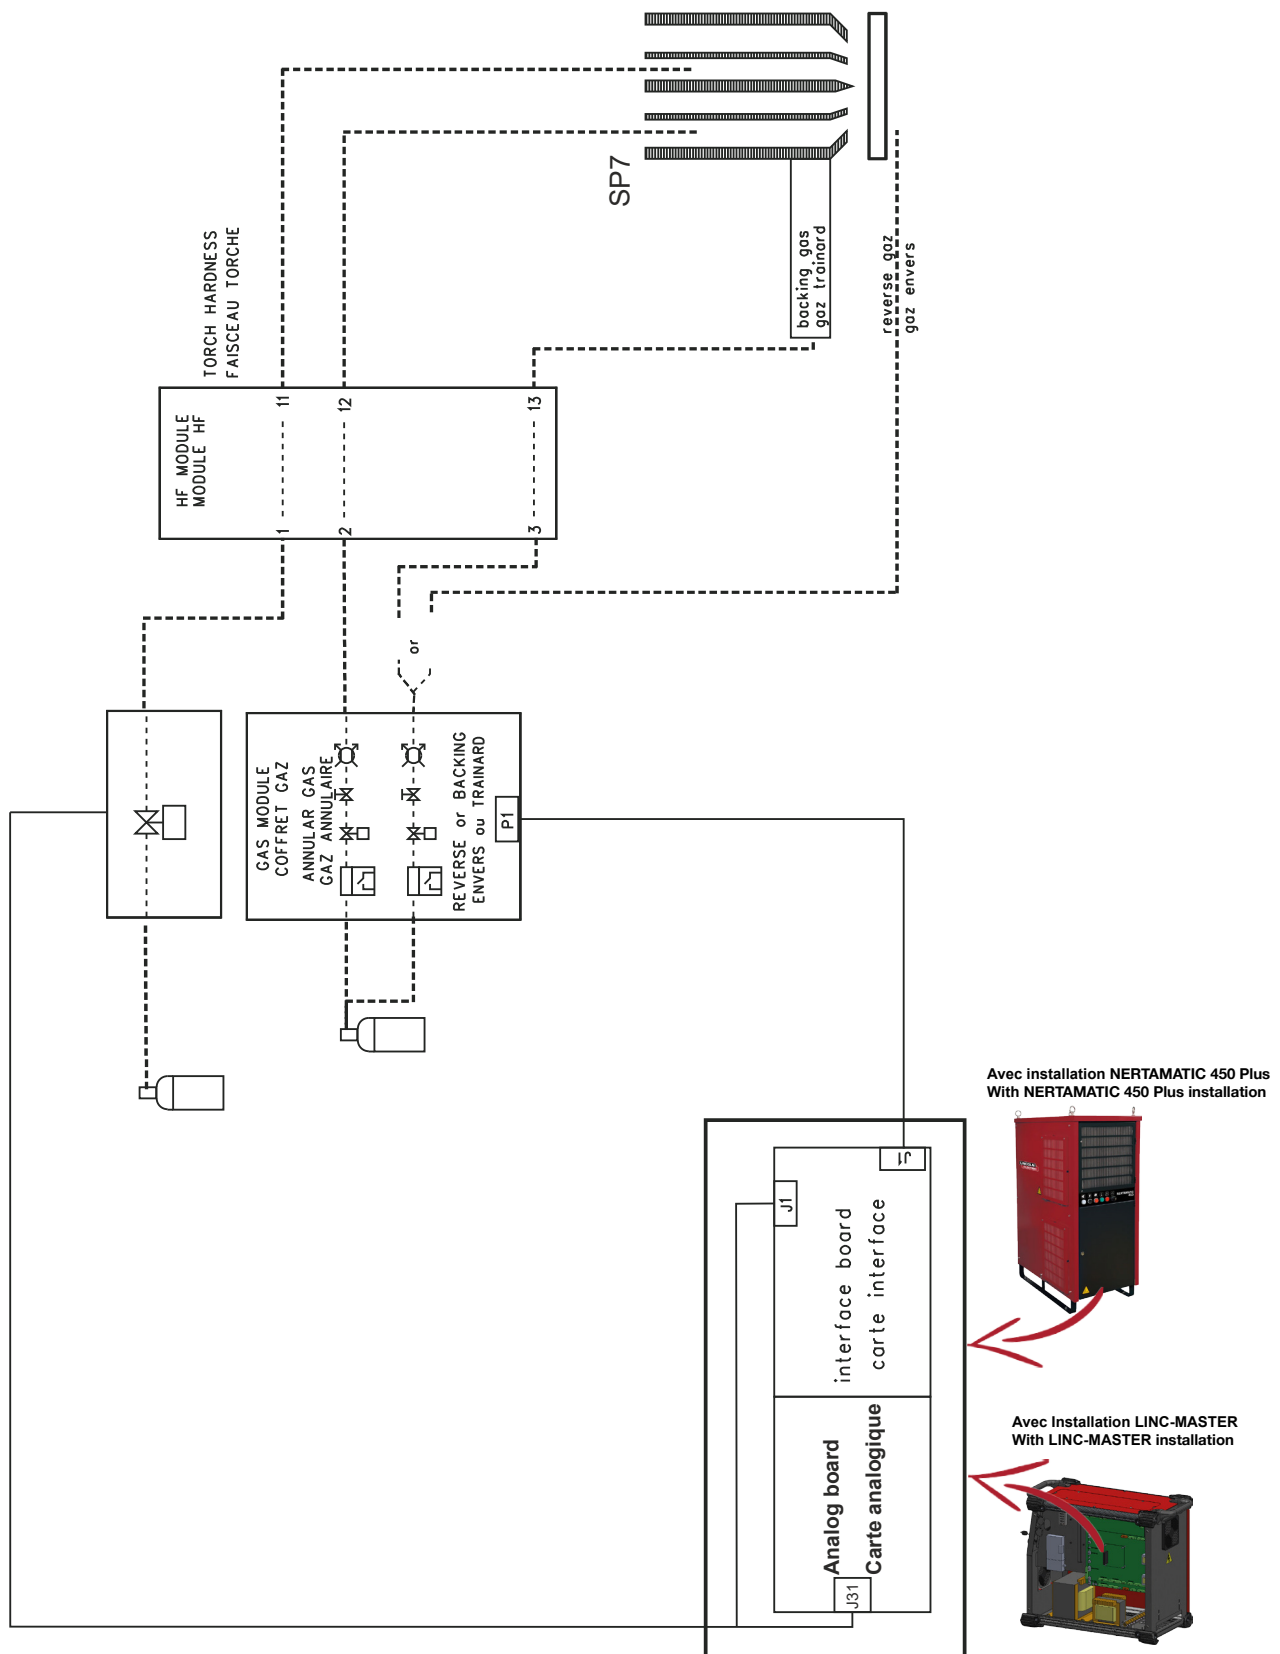 SP7
backing gas
gaz trainard
reverse gaz
gaz envers
TORCH HARDNESS
FAISCEAU TORCHE
11
12
13
HF MODULE
MODULE HF
1
2
3
or
GAS MODULE
COFFRET GAZ
ANNULAR GAS
GAZ ANNULAIRE
REVERSE or BACKING
ENVERS ou TRAINARD
P1
Avec installation NERTAMATIC 450 Plus
With NERTAMATIC 450 Plus installation
J1
J1
interface board
carte interface
Avec Installation LINC-MASTER
With LINC-MASTER installation
Analog board
Carte analogique
J31